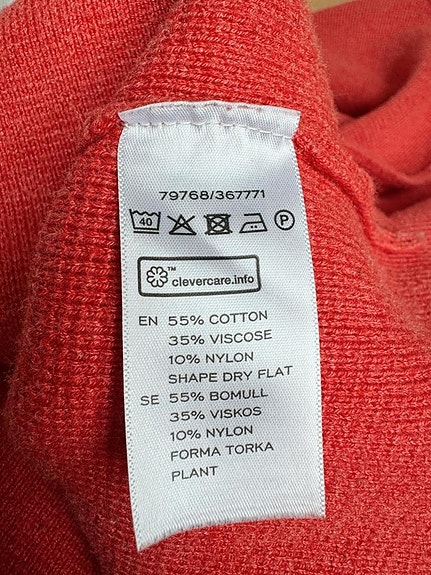 79768/367771
40 P
™ clevercare.info
EN 55% COTTON
35% VISCOSE
10% NYLON
SHAPE DRY FLAT
SE 55% BOMULL
35% VISKOS
10% NYLON
FORMA TORKA
PLANT